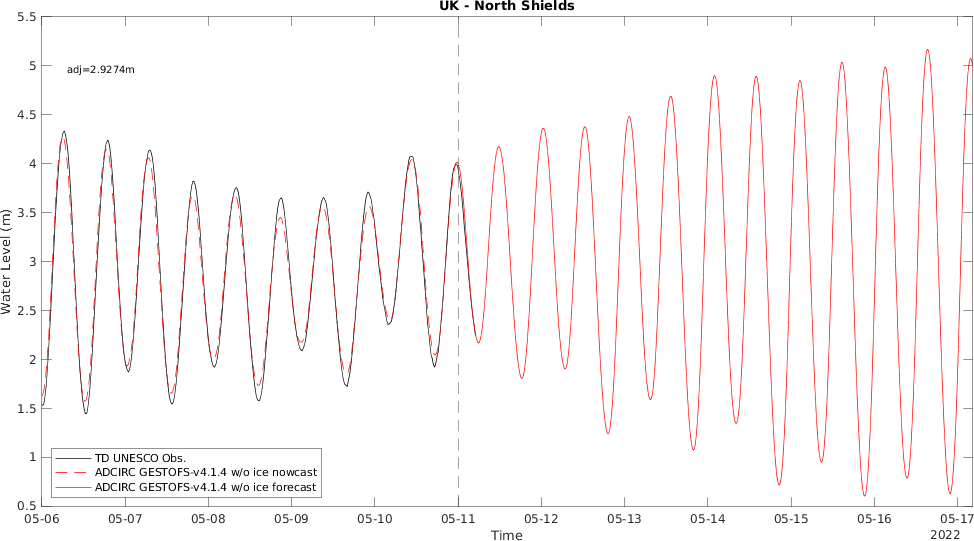 UK - North Shields
5.5
5
4.5
4
3.5
3
2.5
2
1.5
1
0.5
Water Level (m)
adj=2.9274m
TD UNESCO Obs.
ADCIRC GESTOFS-v4.1.4 w/o ice nowcast
ADCIRC GESTOFS-v4.1.4 w/o ice forecast
05-06 05-07 05-08 05-09 05-10 05-11 05-12 05-13 05-14 05-15 05-16 05-17
Time
2022